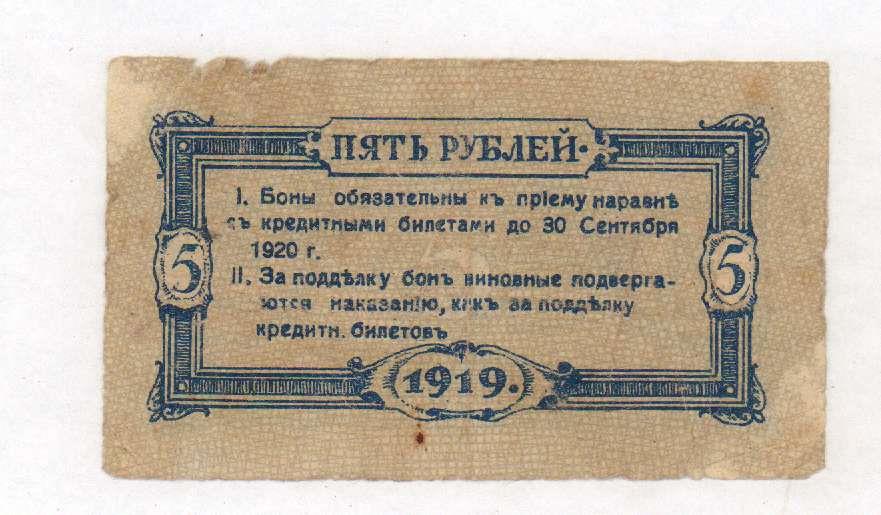 ПЯТЬ РУБЛЕЙ·
I. Боны обязательны къ пріему наравнѣ
съ кредитными билетами до 30 Сентября
1920 г.
5
5
II. За поддѣлку бонъ виновные подверга-
ются наказанію, какъ за поддѣлку
кредитн. билетовъ
1919.